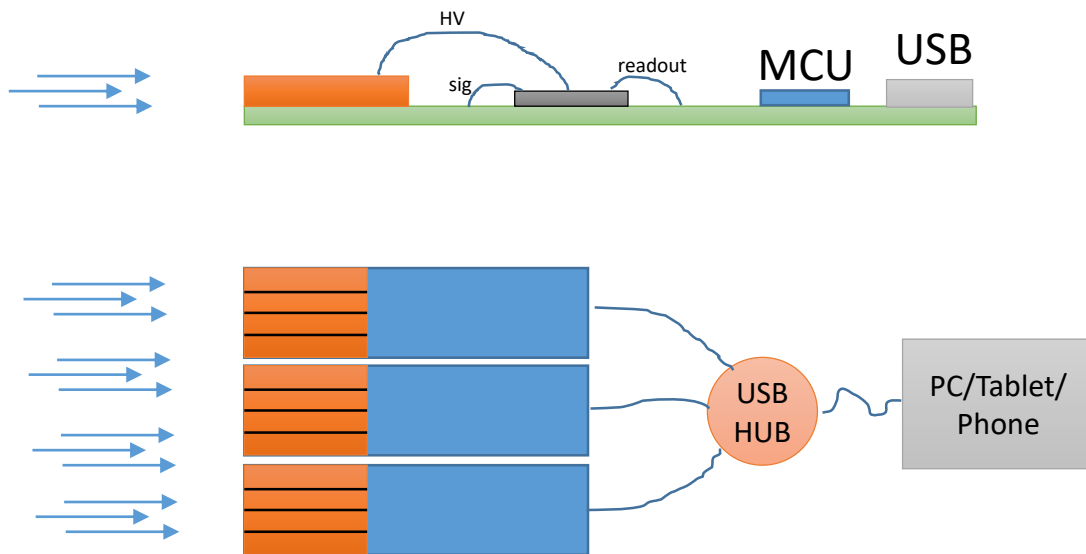 HV
sig
readout
MCU
USB
USB
HUB
PC/Tablet/
Phone